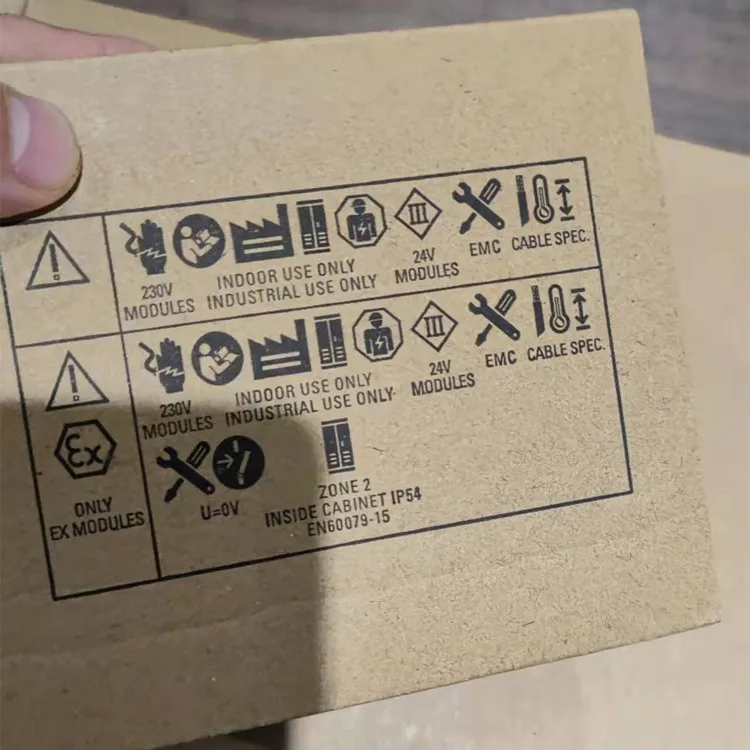 230V
MODULES
INDOOR USE ONLY
INDUSTRIAL USE ONLY
III
24V
MODULES
EMC
CABLE SPEC.
230V
MODULES
INDOOR USE ONLY
INDUSTRIAL USE ONLY
III
24V
MODULES
EMC
CABLE SPEC.
Ex
ONLY
EX MODULES
U=0V
ZONE 2
INSIDE CABINET IP54
EN60079-15